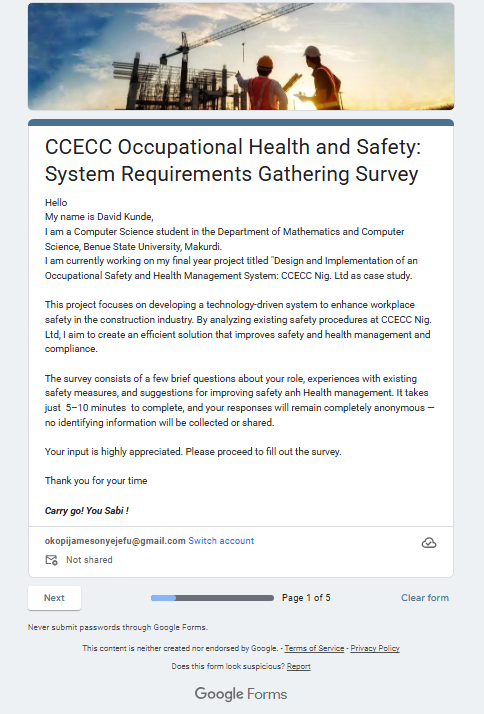 CCECC Occupational Health and Safety:
System Requirements Gathering Survey
Hello
My name is David Kunde,
I am a Computer Science student in the Department of Mathematics and Computer
Science, Benue State University, Makurdi.
I am currently working on my final year project titled "Design and Implementation of an
Occupational Safety and Health Management System: CCECC Nig. Ltd as case study.
This project focuses on developing a technology-driven system to enhance workplace
safety in the construction industry. By analyzing existing safety procedures at CCECC Nig.
Ltd, I aim to create an efficient solution that improves safety and health management and
compliance.
The survey consists of a few brief questions about your role, experiences with existing
safety measures, and suggestions for improving safety anh Health management. It takes
just  5–10 minutes  to complete, and your responses will remain completely anonymous —
no identifying information will be collected or shared.
Your input is highly appreciated. Please proceed to fill out the survey.
Thank you for your time
Carry go! You Sabi !
okopijamesonyejefu@gmail.com Switch account
Not shared
Next Page 1 of 5 Clear form
Never submit passwords through Google Forms.
This content is neither created nor endorsed by Google. - Terms of Service - Privacy Policy
Does this form look suspicious? Report
Google Forms